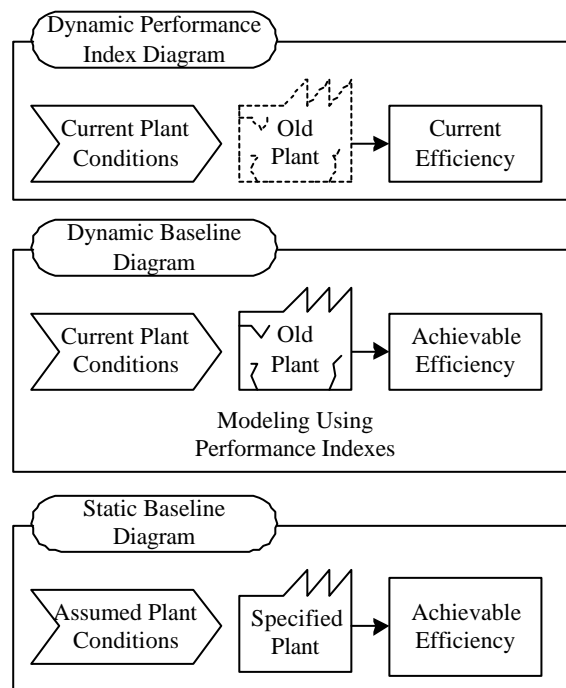 Dynamic Performance
Index Diagram
Current Plant
Conditions
Old
Plant
Current
Efficiency
Dynamic Baseline
Diagram
Current Plant
Conditions
Old
Plant
Achievable
Efficiency
Modeling Using
Performance Indexes
Static Baseline
Diagram
Assumed Plant
Conditions
Specified
Plant
Achievable
Efficiency